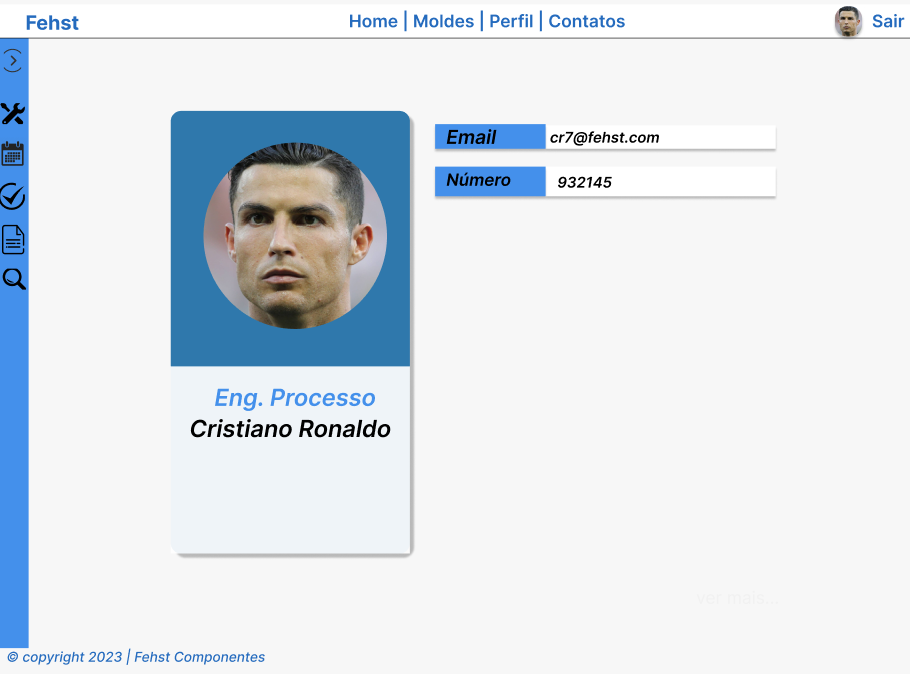 Fehst
Home | Moldes | Perfil | Contatos
Sair
Email
cr7@fehst.com
Número
932145
Eng. Processo
Cristiano Ronaldo
ver mais...
© copyright 2023 | Fehst Componentes